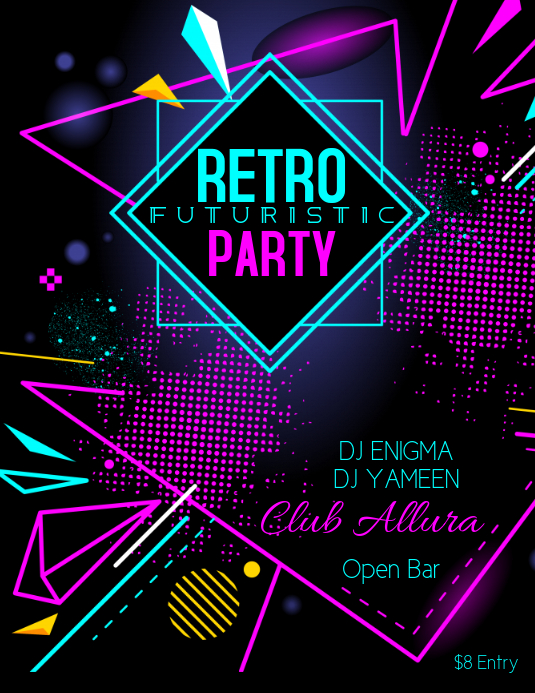 RETRO
FUTURISTIC
PARTY
DJ ENIGMA
DJ YAMEEN
Club Allura
Open Bar
$8 Entry